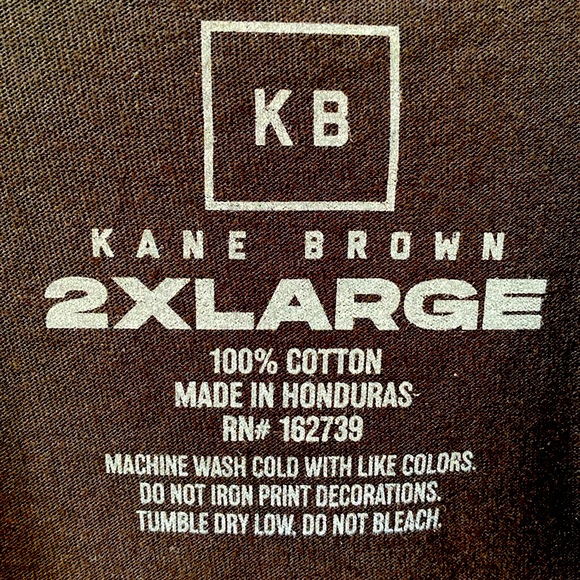 KB
KANE BROWN
2XLARGE
100% COTTON
MADE IN HONDURAS
RN# 162739
MACHINE WASH COLD WITH LIKE COLORS.
DO NOT IRON PRINT DECORATIONS.
TUMBLE DRY LOW, DO NOT BLEACH.